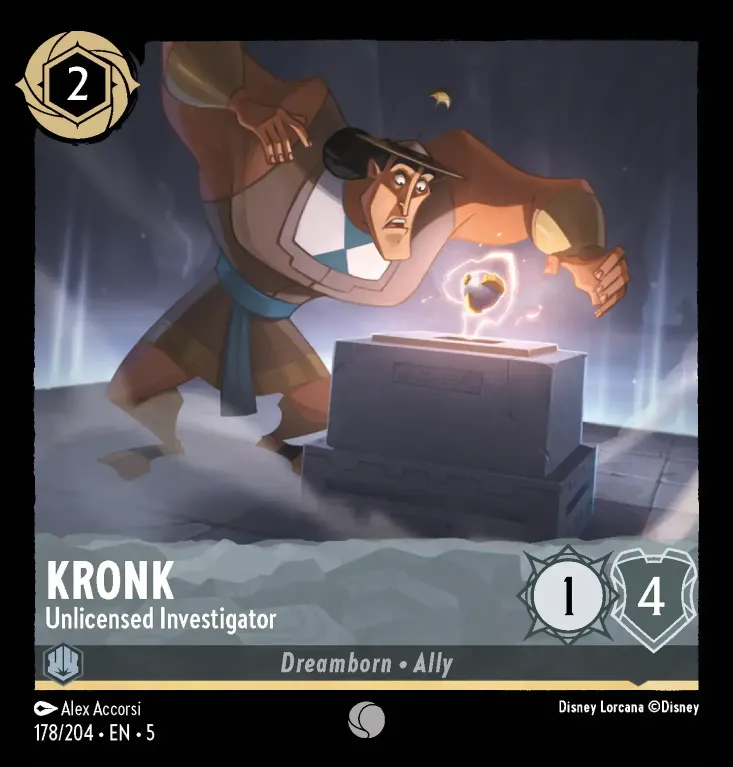 2
KRONK
Unlicensed Investigator
1
4
Dreamborn • Ally
Alex Accorsi
Disney Lorcana ©Disney
178/204 • EN • 5